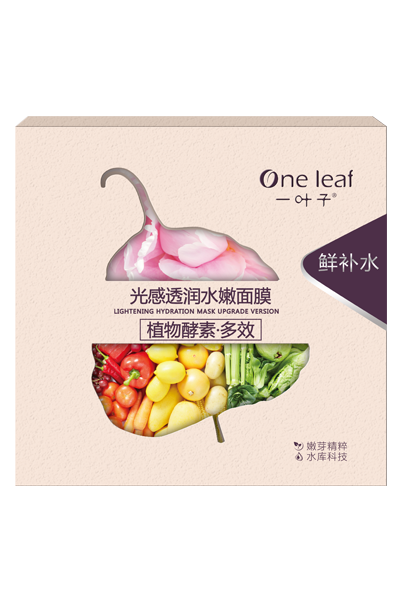 One leaf
一叶子®
鲜补水
光感透润水嫩面膜
LIGHTENING HYDRATION MASK UPGRADE VERSION
植物酵素·多效
嫩芽精粹
水库科技